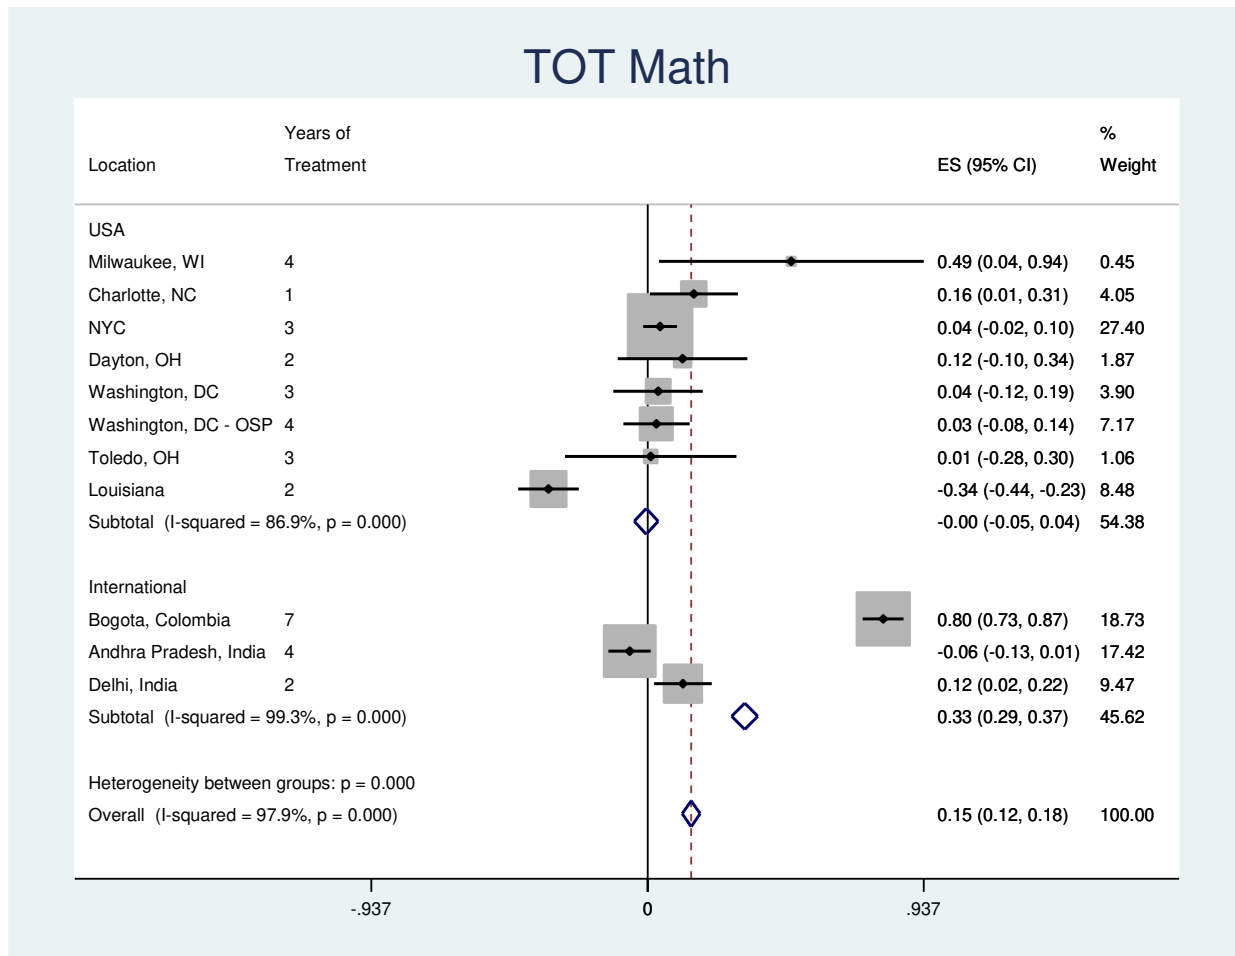 TOT Math
Years of %
Location Treatment ES (95% CI) Weight
USA
Milwaukee, WI 4 0.49 (0.04, 0.94) 0.45
Charlotte, NC 1 0.16 (0.01, 0.31) 4.05
NYC 3 0.04 (-0.02, 0.10) 27.40
Dayton, OH 2 0.12 (-0.10, 0.34) 1.87
Washington, DC 3 0.04 (-0.12, 0.19) 3.90
Washington, DC - OSP 4 0.03 (-0.08, 0.14) 7.17
Toledo, OH 3 0.01 (-0.28, 0.30) 1.06
Louisiana 2 -0.34 (-0.44, -0.23) 8.48
Subtotal (I-squared = 86.9%, p = 0.000) -0.00 (-0.05, 0.04) 54.38
International
Bogota, Colombia 7 0.80 (0.73, 0.87) 18.73
Andhra Pradesh, India 4 -0.06 (-0.13, 0.01) 17.42
Delhi, India 2 0.12 (0.02, 0.22) 9.47
Subtotal (I-squared = 99.3%, p = 0.000) 0.33 (0.29, 0.37) 45.62
Heterogeneity between groups: p = 0.000
Overall (I-squared = 97.9%, p = 0.000) 0.15 (0.12, 0.18) 100.00
-.937 0 .937